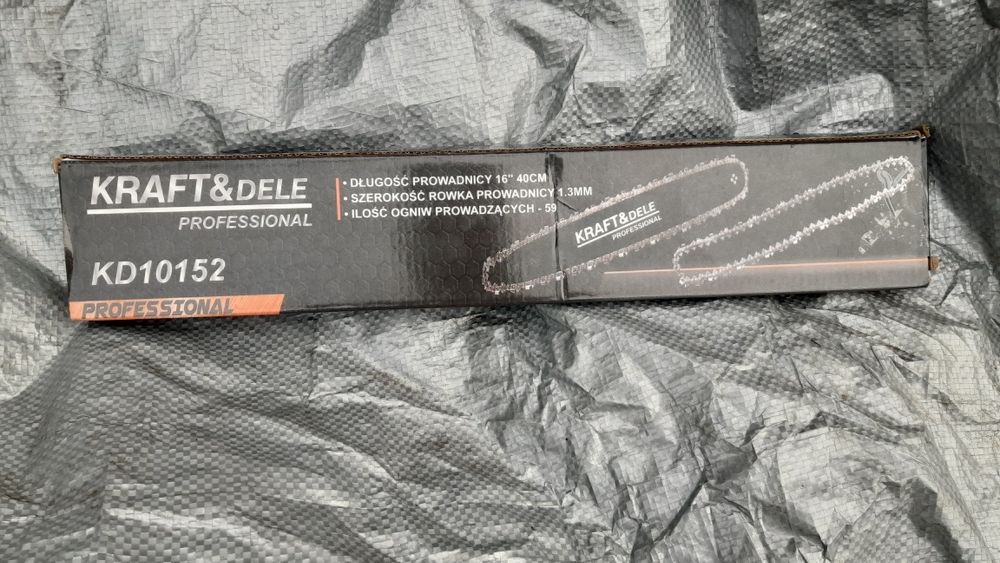 KRAFT&DELE
PROFESSIONAL
• DŁUGOŚĆ PROWADNICY 16" 40CM
• SZEROKOŚĆ ROWKA PROWADNICY 1.3MM
• ILOŚĆ OGNIW PROWADZĄCYCH - 59
KD10152
PROFESSIONAL
KRAFT&DELE
PROFESSIONAL